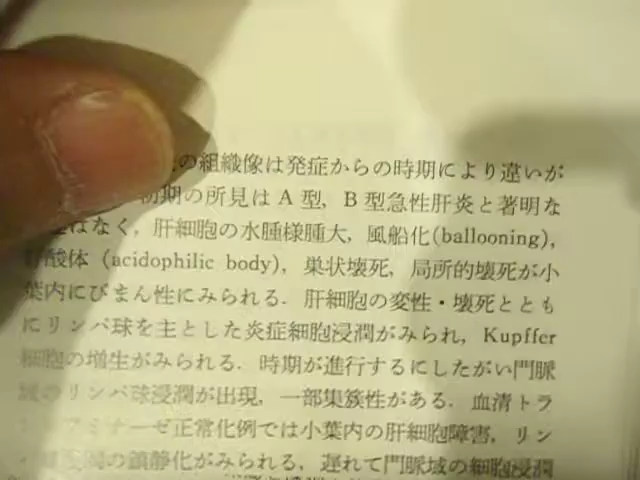 の組織像は発症からの時期により違いが
初期の所見は A 型, B 型急性肝炎と著明な
はなく, 肝細胞の水腫様腫大, 風船化(ballooning),
酸体 (acidophilic body), 巣状壊死, 局所的壊死が小
葉内にびまん性にみられる. 肝細胞の変性・壊死ととも
にリンパ球を主とした炎症細胞浸潤がみられ, Kupffer
細胞の増生がみられる. 時期が進行するにしたがい門脈
域のリンパ球浸潤が出現, 一部集簇性がある. 血清トラ
ンスアミナーゼ正常化例では小葉内の肝細胞障害, リン
の鎮静化がみられる, 遅れて門脈域の細胞浸潤